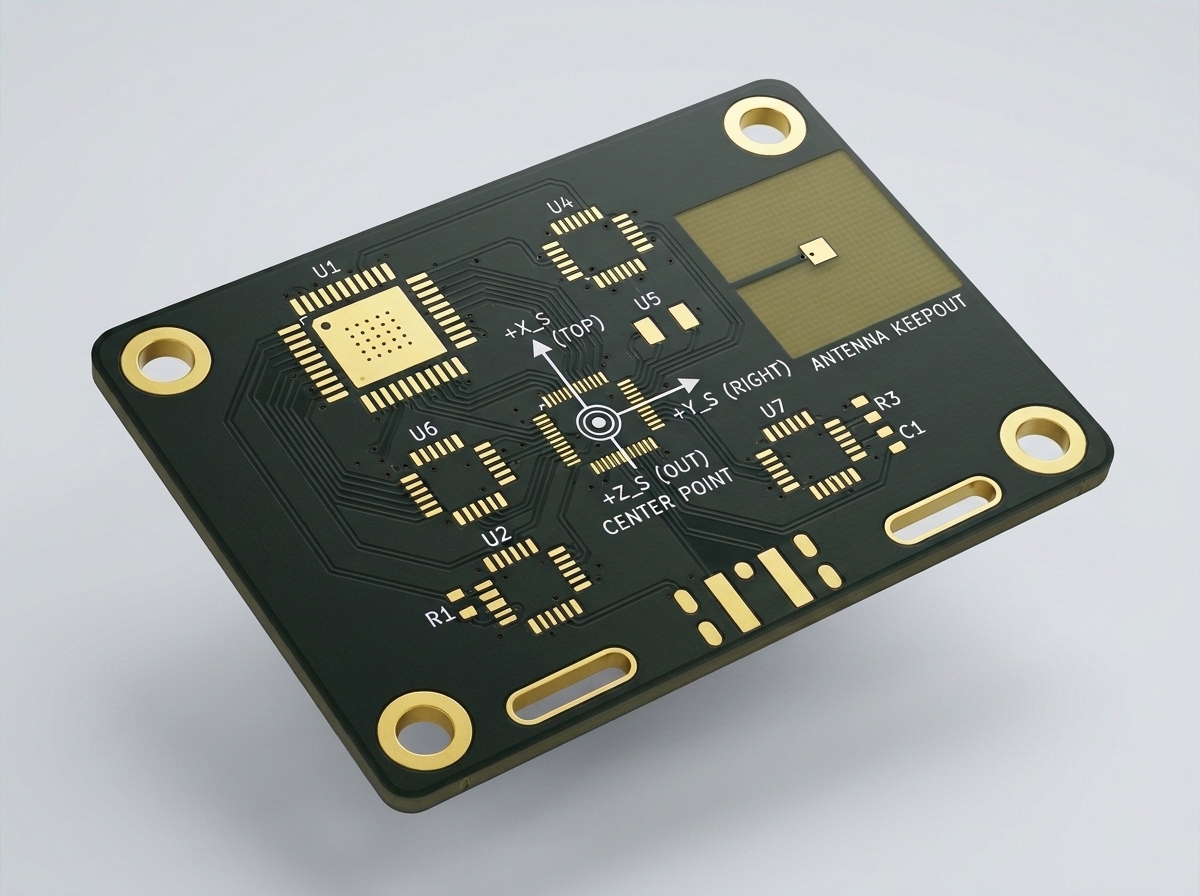 U4
U1
U5
+X_S
(TOP)
+Y_S (RIGHT)
ANTENNA KEEPOUT
U7
R3
C1
U6
+Z_S (OUT)
CENTER POINT
U2
R1